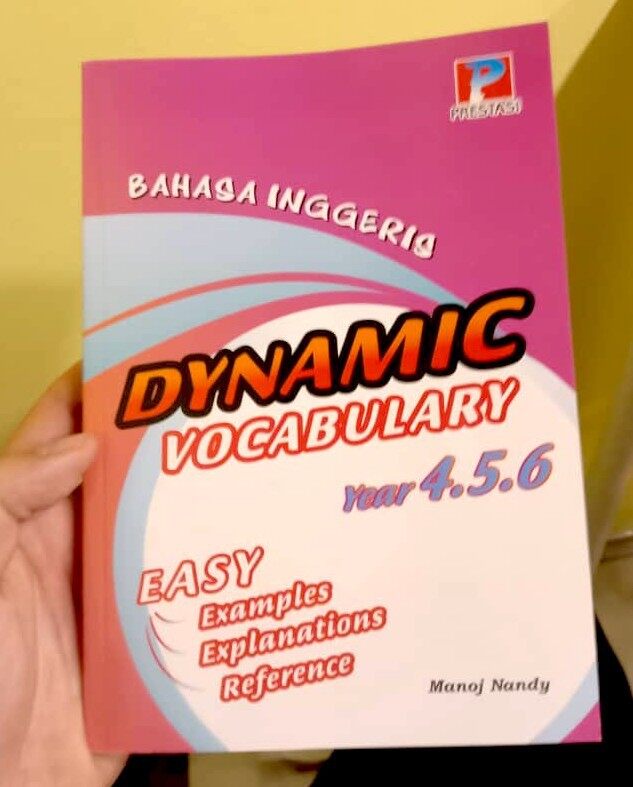 PRESTASI
BAHASA INGGERIS
DYNAMIC
VOCABULARY
Year 4.5.6
EASY
Examples
Explanations
Reference
Manoj Nandy